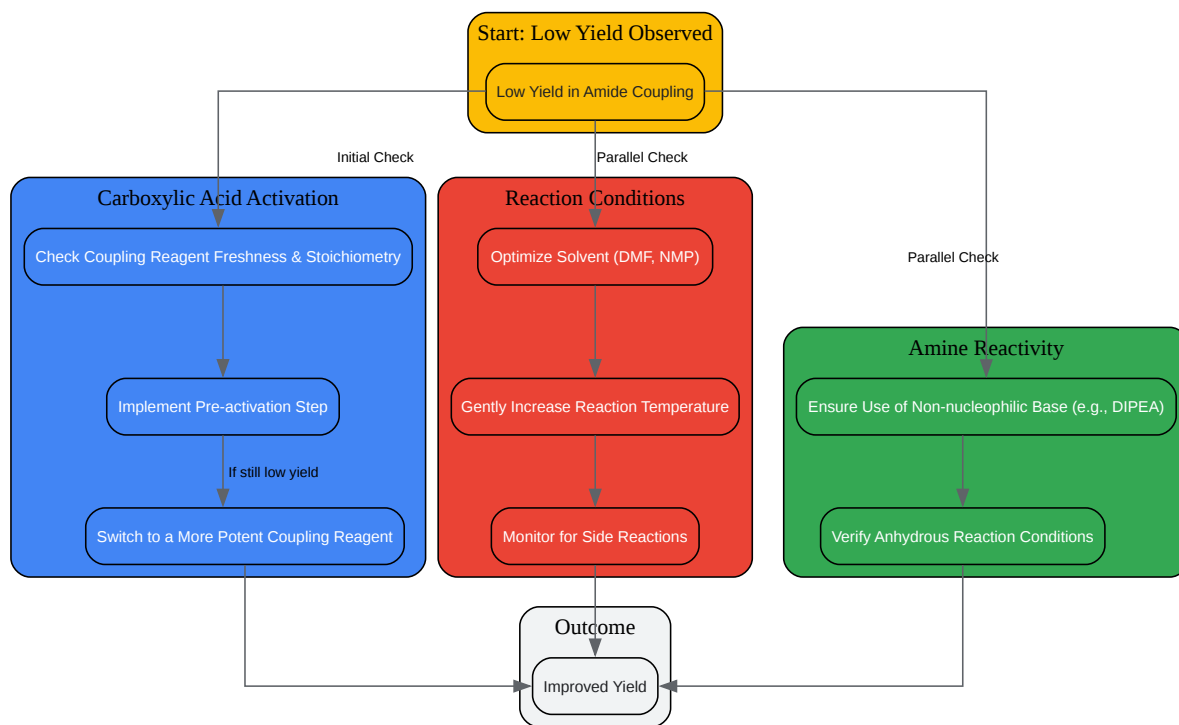 Start: Low Yield Observed
Low Yield in Amide Coupling
Initial Check
Parallel Check
Carboxylic Acid Activation
Check Coupling Reagent Freshness & Stoichiometry
Implement Pre-activation Step
If still low yield
Switch to a More Potent Coupling Reagent
Reaction Conditions
Optimize Solvent (DMF, NMP)
Gently Increase Reaction Temperature
Monitor for Side Reactions
Parallel Check
Amine Reactivity
Ensure Use of Non-nucleophilic Base (e.g., DIPEA)
Verify Anhydrous Reaction Conditions
Outcome
Improved Yield